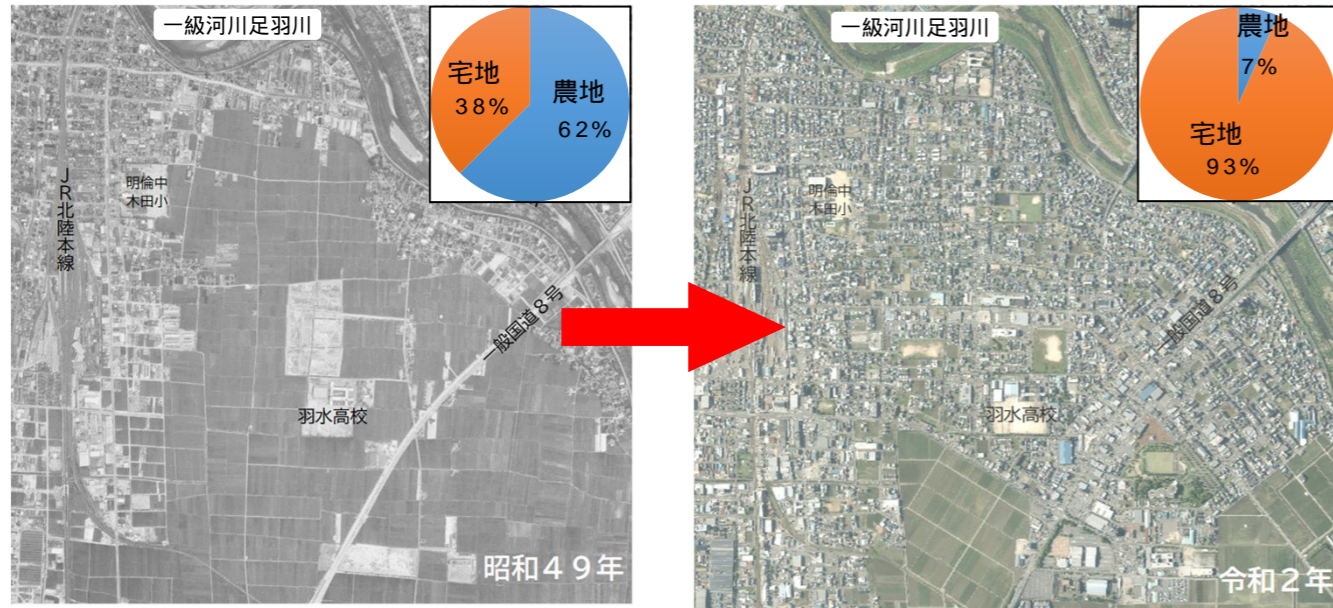 一級河川足羽川
宅地
38%
農地
62%
JR北陸本線
明倫中
木田小
一般国道8号
羽水高校
昭和49年
一級河川足羽川
農地
7%
宅地
93%
JR北陸本線
明倫中
木田小
一般国道8号
羽水高校
令和2年